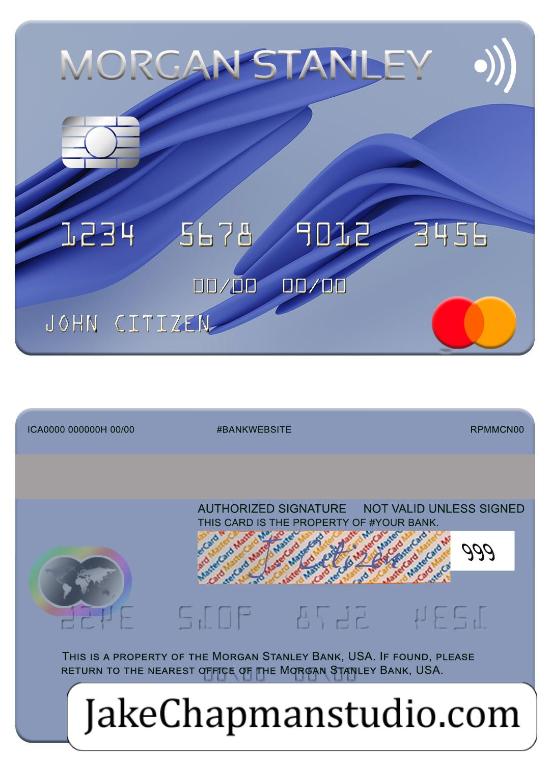 MORGAN STANLEY
1234 5678 9012 3456
00/00 00/00
JOHN CITIZEN
ICA0000 000000H 00/00 #BANKWEBSITE RPMMCN00
AUTHORIZED SIGNATURE NOT VALID UNLESS SIGNED
THIS CARD IS THE PROPERTY OF #YOUR BANK.
MasterCard MasterCard MasterCard
999
THIS IS A PROPERTY OF THE MORGAN STANLEY BANK, USA. IF FOUND, PLEASE
RETURN TO THE NEAREST OFFICE OF THE MORGAN STANLEY BANK, USA.
JakeChapmanstudio.com